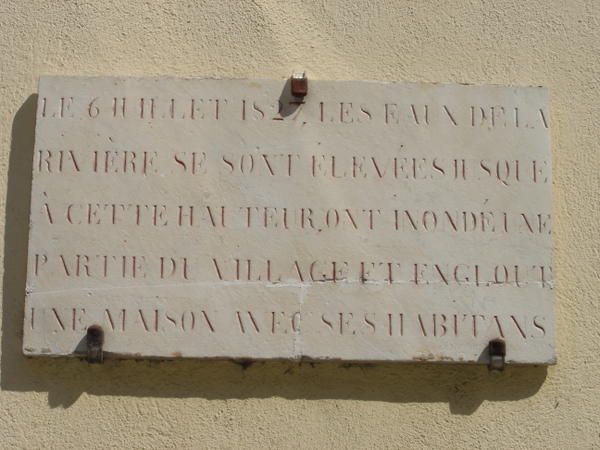 LE 6 JUILLET 1827, LES EAUX DE LA
RIVIÈRE SE SONT ÉLEVÉES JUSQUE
À CETTE HAUTEUR, ONT INONDÉ UNE
PARTIE DU VILLAGE ET ENGLOUT
UNE MAISON AVEC SES HABITANS